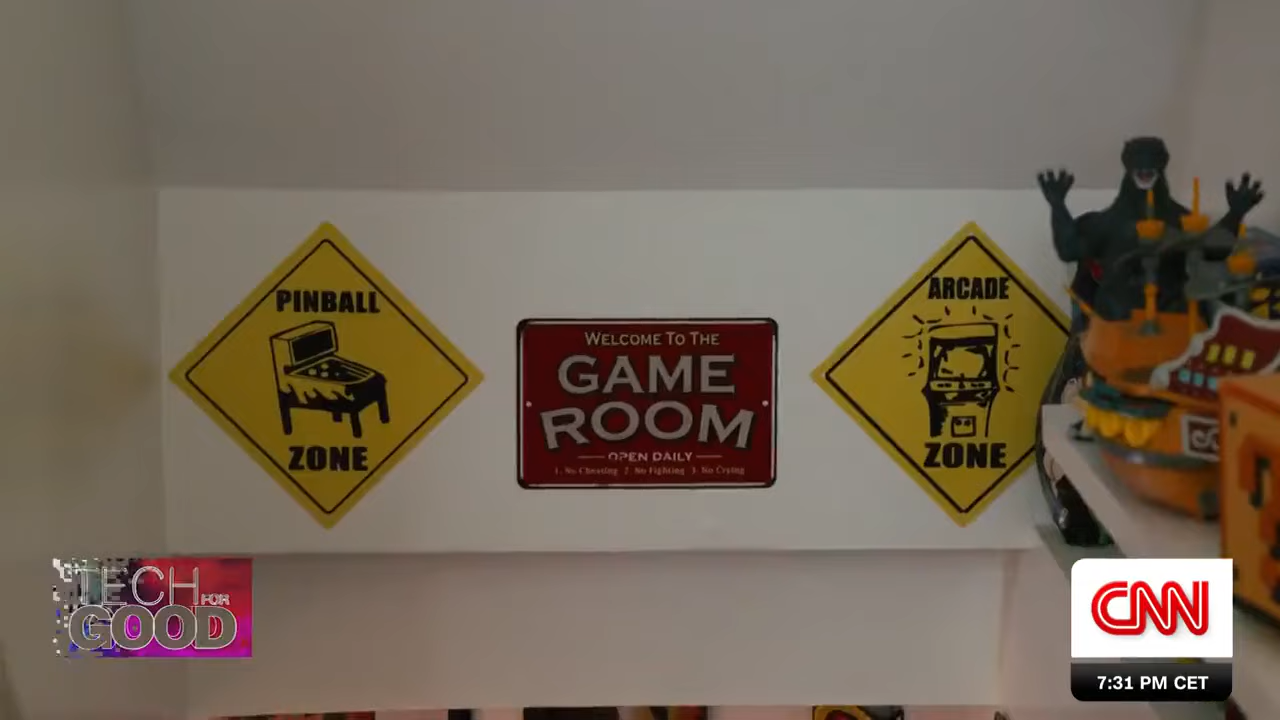 PINBALL
ZONE
WELCOME TO THE
GAME
ROOM
OPEN DAILY
1. No Cheating 2. No Fighting 3. No Crying
ARCADE
ZONE
TECH FOR
GOOD
CNN
7:31 PM CET